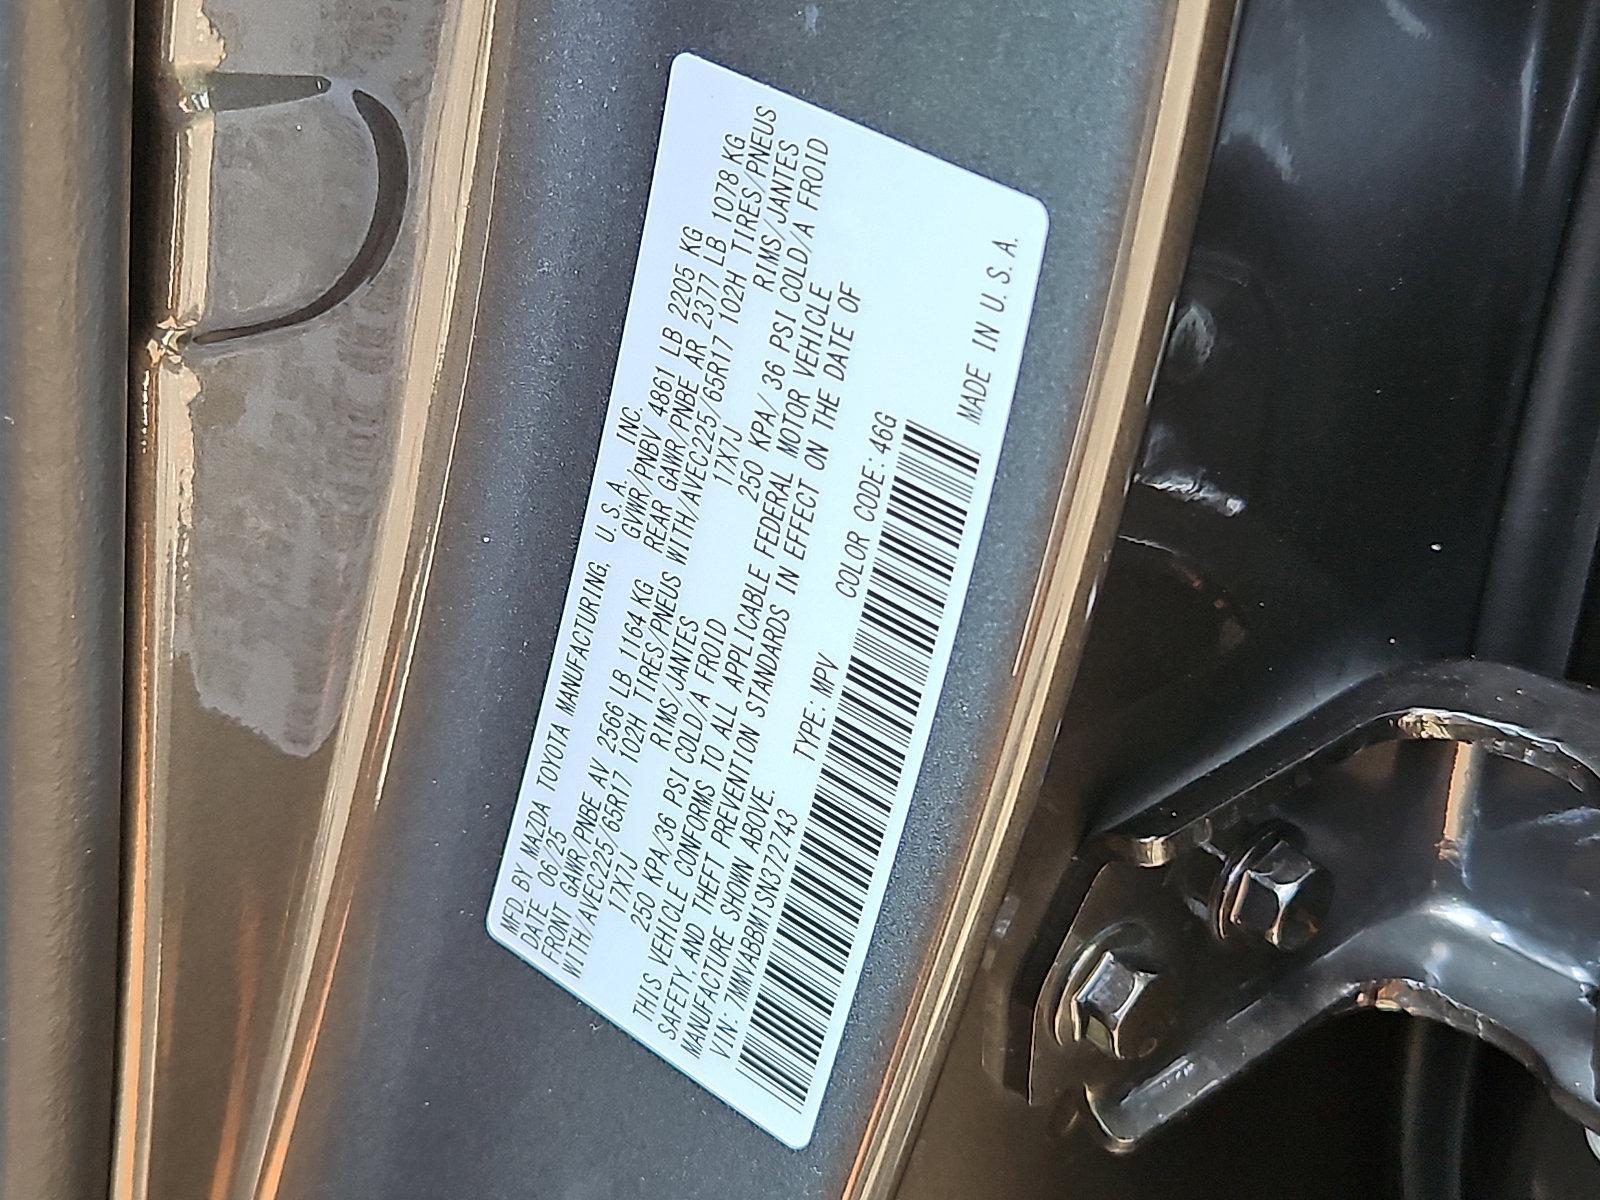 MFD. BY MAZDA TOYOTA MANUFACTURING, U.S.A. INC.
DATE 06/25 GVWR/PNBV 4861 LB 2205 KG
FRONT GAWR/PNBE AV 2566 LB 1164 KG REAR GAWR/PNBE AR 2377 LB 1078 KG
WITH/AVEC225/65R17 102H TIRES/PNEUS WITH/AVEC225/65R17 102H TIRES/PNEUS
17X7J RIMS/JANTES 17X7J RIMS/JANTES
250 KPA/36 PSI COLD/A FROID 250 KPA/ 36 PSI COLD/A FROID
THIS VEHICLE CONFORMS TO ALL APPLICABLE FEDERAL MOTOR VEHICLE
SAFETY, AND THEFT PREVENTION STANDARDS IN EFFECT ON THE DATE OF
MANUFACTURE SHOWN ABOVE.
VIN: 7MMVABBM1SN372743 TYPE: MPV COLOR CODE: 46G
MADE IN U.S.A.